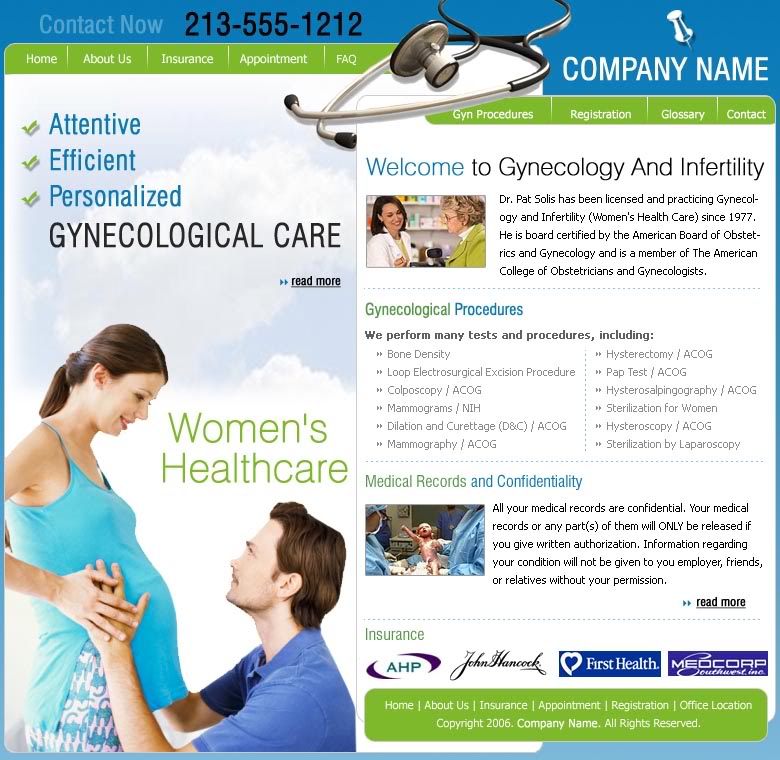 Contact Now 213-555-1212
COMPANY NAME
Home About Us Insurance Appointment FAQ
Gyn Procedures Registration Glossary Contact
Attentive
Efficient
Personalized
GYNECOLOGICAL CARE
read more
Women's
Healthcare
Welcome to Gynecology And Infertility
Dr. Pat Solis has been licensed and practicing Gynecol-
ogy and Infertility (Women's Health Care) since 1977.
He is board certified by the American Board of Obstet-
rics and Gynecology and is a member of The American
College of Obstetricians and Gynecologists.
Gynecological Procedures
We perform many tests and procedures, including:
Bone Density
Loop Electrosurgical Excision Procedure
Colposcopy / ACOG
Mammograms / NIH
Dilation and Curettage (D&C) / ACOG
Mammography / ACOG
Hysterectomy / ACOG
Pap Test / ACOG
Hysterosalpingography / ACOG
Sterilization for Women
Hysteroscopy / ACOG
Sterilization by Laparoscopy
Medical Records and Confidentiality
All your medical records are confidential. Your medical
records or any part(s) of them will ONLY be released if
you give written authorization. Information regarding
your condition will not be given to you employer, friends,
or relatives without your permission.
read more
Insurance
AHP John Hancock. First Health. MEDCORP
Southwest, inc.
Home | About Us | Insurance | Appointment | Registration | Office Location
Copyright 2006. Company Name. All Rights Reserved.